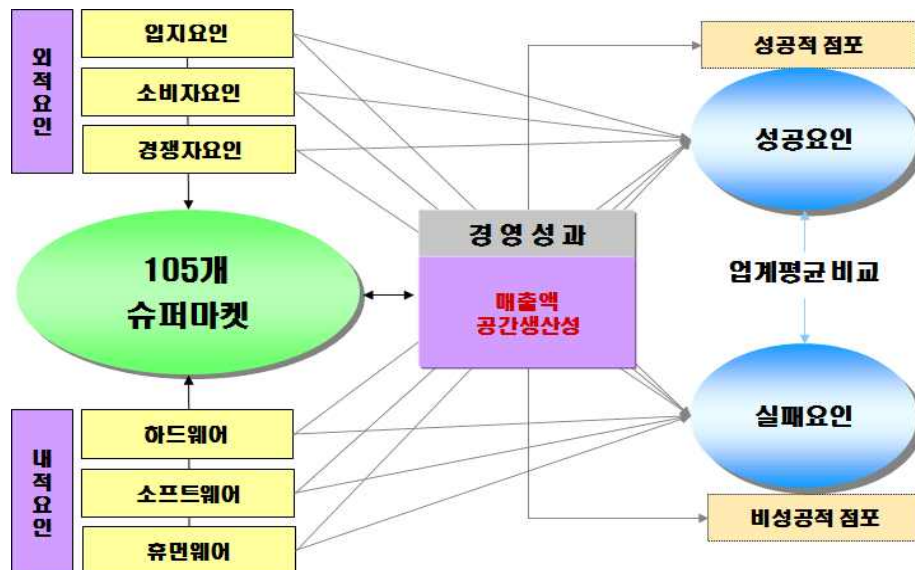 외적요인
입지요인
소비자요인
경쟁자요인
105개
슈퍼마켓
내적요인
하드웨어
소프트웨어
휴먼웨어
경 영 성 과
매출액
공간생산성
성공적 점포
성공요인
업계평균 비교
실패요인
비성공적 점포